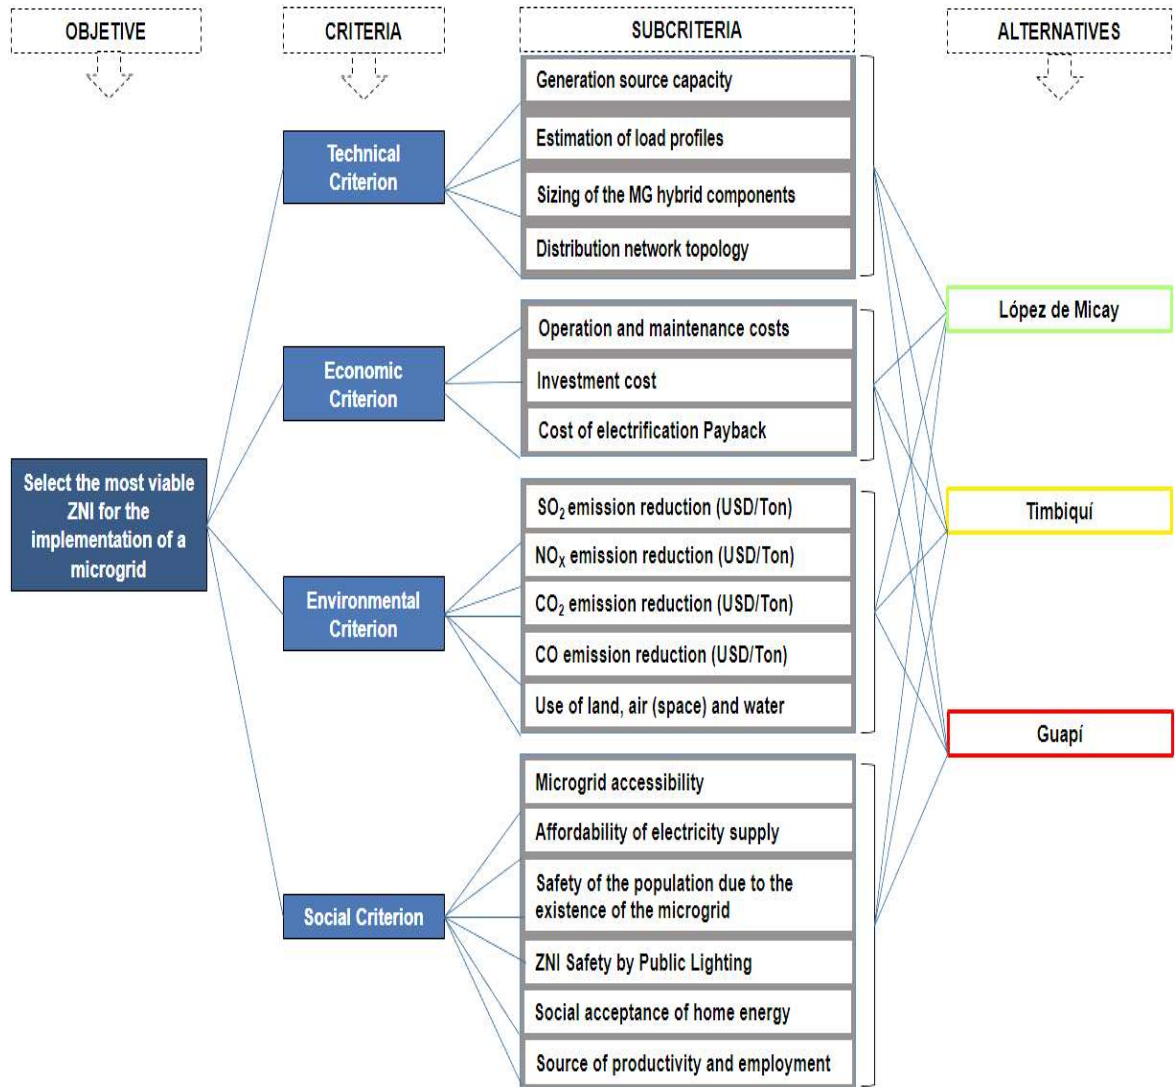 OBJETIVE
CRITERIA
SUBCRITERIA
ALTERNATIVES
Select the most viable
ZNI for the
implementation of a
microgrid
Technical
Criterion
Economic
Criterion
Environmental
Criterion
Social Criterion
Generation source capacity
Estimation of load profiles
Sizing of the MG hybrid components
Distribution network topology
Operation and maintenance costs
Investment cost
Cost of electrification Payback
SO₂ emission reduction (USD/Ton)
NOₓ emission reduction (USD/Ton)
CO₂ emission reduction (USD/Ton)
CO emission reduction (USD/Ton)
Use of land, air (space) and water
Microgrid accessibility
Affordability of electricity supply
Safety of the population due to the
existence of the microgrid
ZNI Safety by Public Lighting
Social acceptance of home energy
Source of productivity and employment
López de Micay
Timbiquí
Guapí